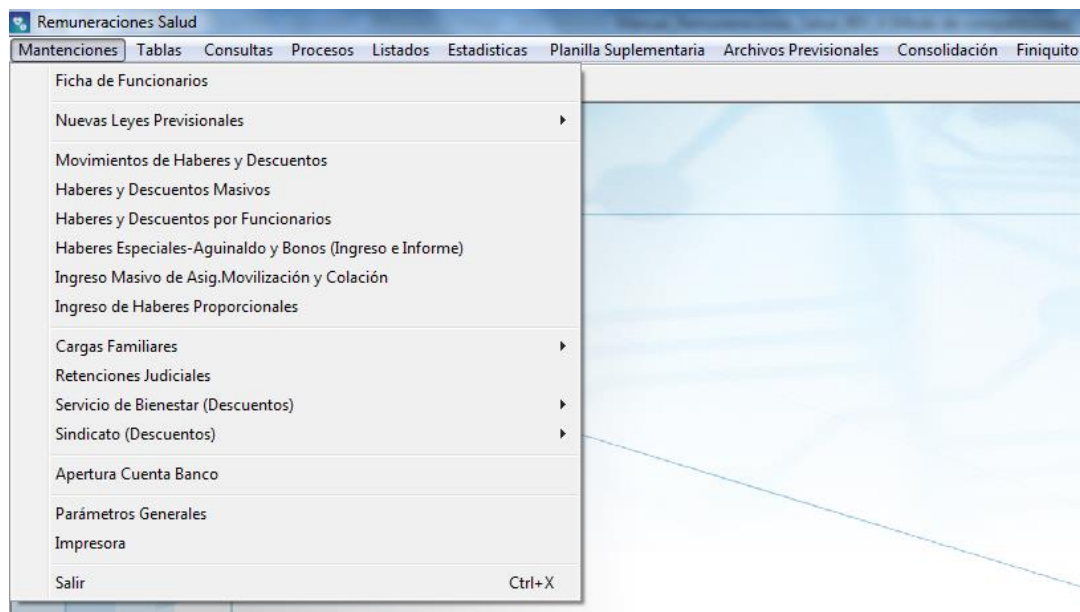 Remuneraciones Salud
Mantenciones Tablas Consultas Procesos Listados Estadisticas Planilla Suplementaria Archivos Previsionales Consolidación Finiquito
Ficha de Funcionarios
Nuevas Leyes Previsionales
Movimientos de Haberes y Descuentos
Haberes y Descuentos Masivos
Haberes y Descuentos por Funcionarios
Haberes Especiales-Aguinaldo y Bonos (Ingreso e Informe)
Ingreso Masivo de Asig.Movilización y Colación
Ingreso de Haberes Proporcionales
Cargas Familiares
Retenciones Judiciales
Servicio de Bienestar (Descuentos)
Sindicato (Descuentos)
Apertura Cuenta Banco
Parámetros Generales
Impresora
Salir Ctrl+X